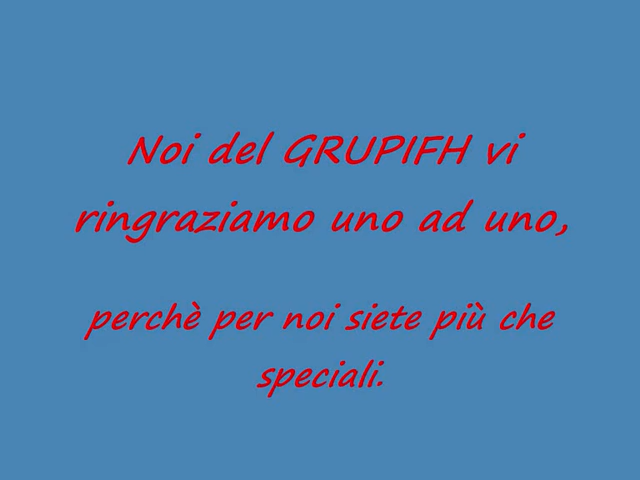 Noi del GRUPIFH vi
ringraziamo uno ad uno,
perchè per noi siete più che
speciali.